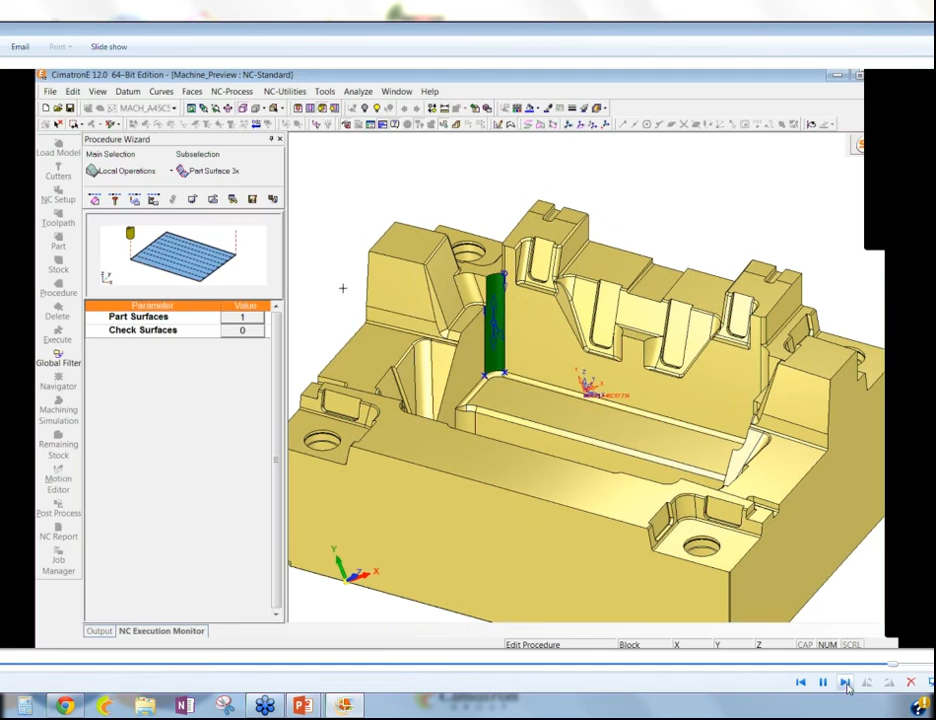 Email Print Slide show
CimatronE 12.0 64-Bit Edition - [Machine_Preview : NC-Standard]
File Edit View Datum Curves Faces NC-Process NC-Utilities Tools Analyze Window Help
MACH_A45CS
Load Model
Cutters
NC Setup
Toolpath
Part
Stock
Procedure
Delete
Execute
Global Filter
Navigator
Machining
Simulation
Remaining
Stock
Motion
Editor
Post Process
NC Report
Job
Manager
Procedure Wizard
Main Selection Subselection
Local Operations Part Surface 3x
Parameter Value
Part Surfaces 1
Check Surfaces 0
Y
Z
X
Output NC Execution Monitor
Edit Procedure Block X Y Z CAP NUM SCRL